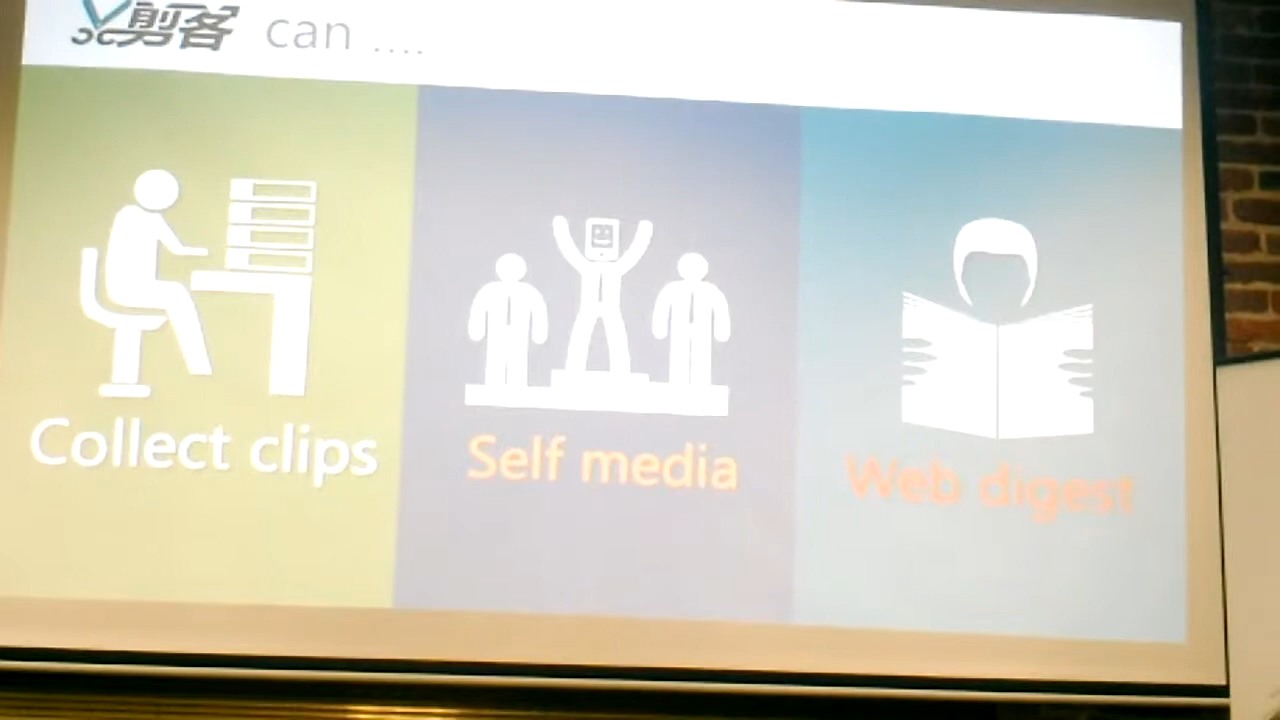 剪客 can ....
Collect clips
Self media
Web digest